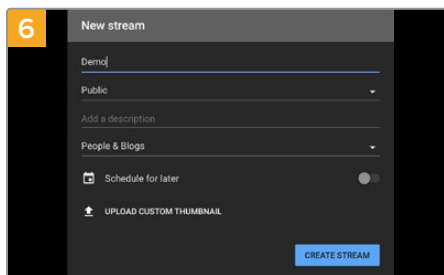 6
New stream
Demo
Public
Add a description
People & Blogs
Schedule for later
UPLOAD CUSTOM THUMBNAIL
CREATE STREAM